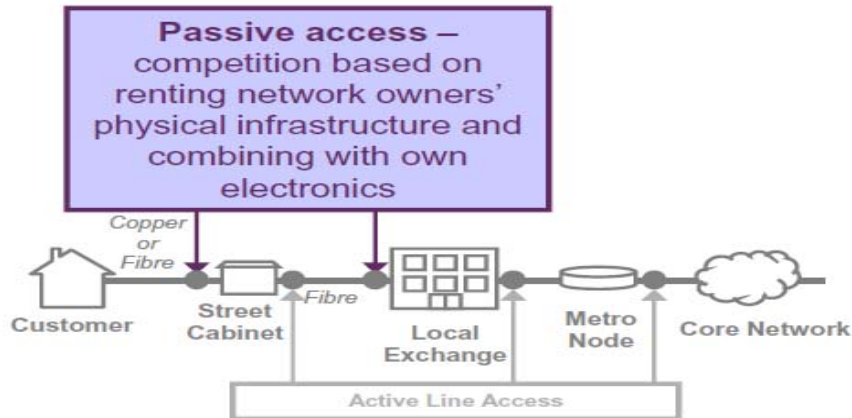 Passive access –
competition based on
renting network owners’
physical infrastructure and
combining with own
electronics
Copper
or
Fibre
Fibre
Customer
Street
Cabinet
Local
Exchange
Metro
Node
Core Network
Active Line Access